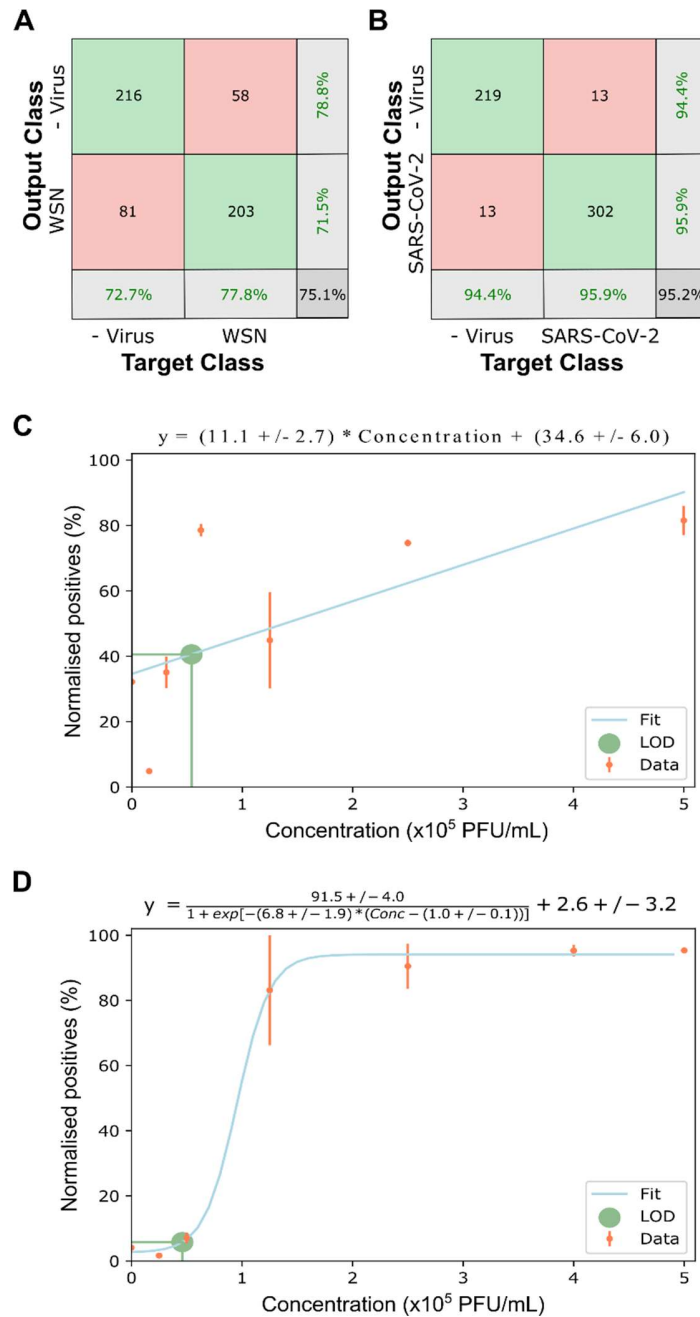 A
B
Output Class
- Virus
WSN
216
58
78.8%
81
203
71.5%
72.7%
77.8%
75.1%
- Virus
WSN
Target Class
Output Class
- Virus
SARS-CoV-2
219
13
94.4%
13
302
95.9%
94.4%
95.9%
95.2%
- Virus
SARS-CoV-2
Target Class
C
y = (11.1 +/- 2.7) * Concentration + (34.6 +/- 6.0)
Normalised positives (%)
100
80
60
40
20
0
Fit
LOD
Data
0 1 2 3 4 5
Concentration (x10⁵ PFU/mL)
D
y = 91.5 + / − 4.0 / 1 + exp[−(6.8 + / − 1.9) * (Conc − (1.0 + / − 0.1))] + 2.6 + / − 3.2
Normalised positives (%)
100
80
60
40
20
0
Fit
LOD
Data
0 1 2 3 4 5
Concentration (x10⁵ PFU/mL)